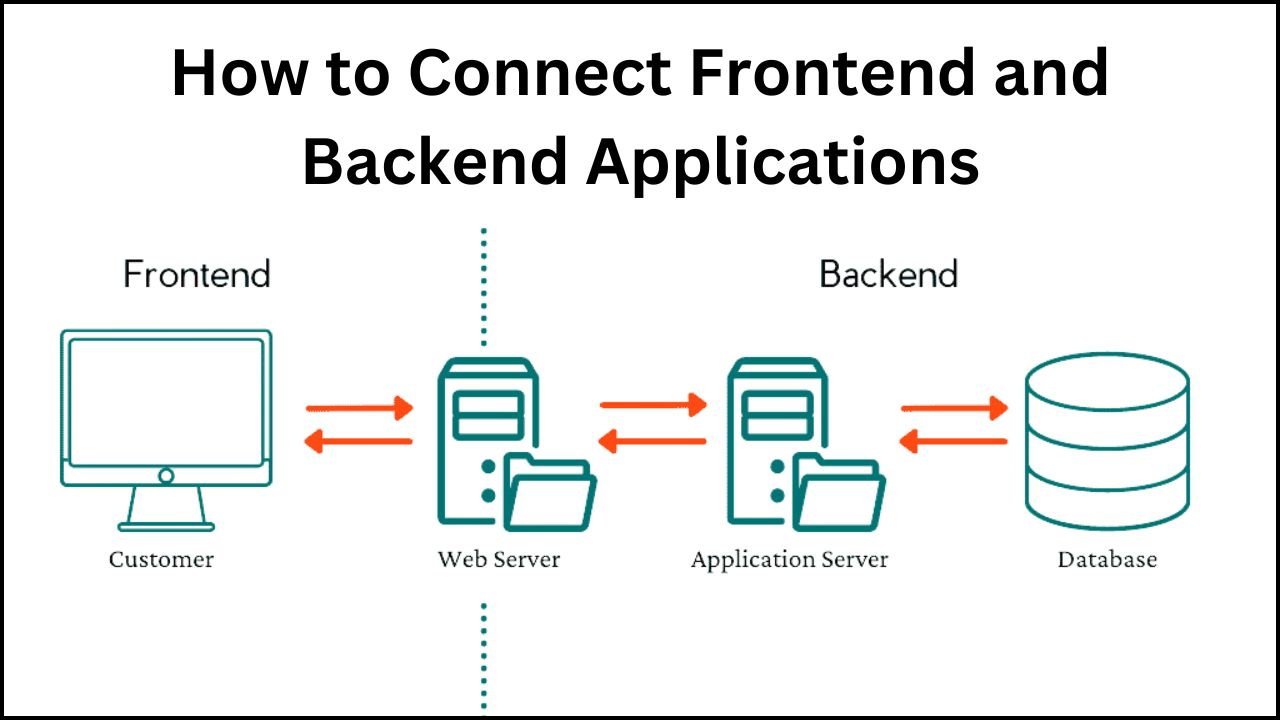 How to Connect Frontend and
Backend Applications
Frontend
Backend
Customer
Web Server
Application Server
Database